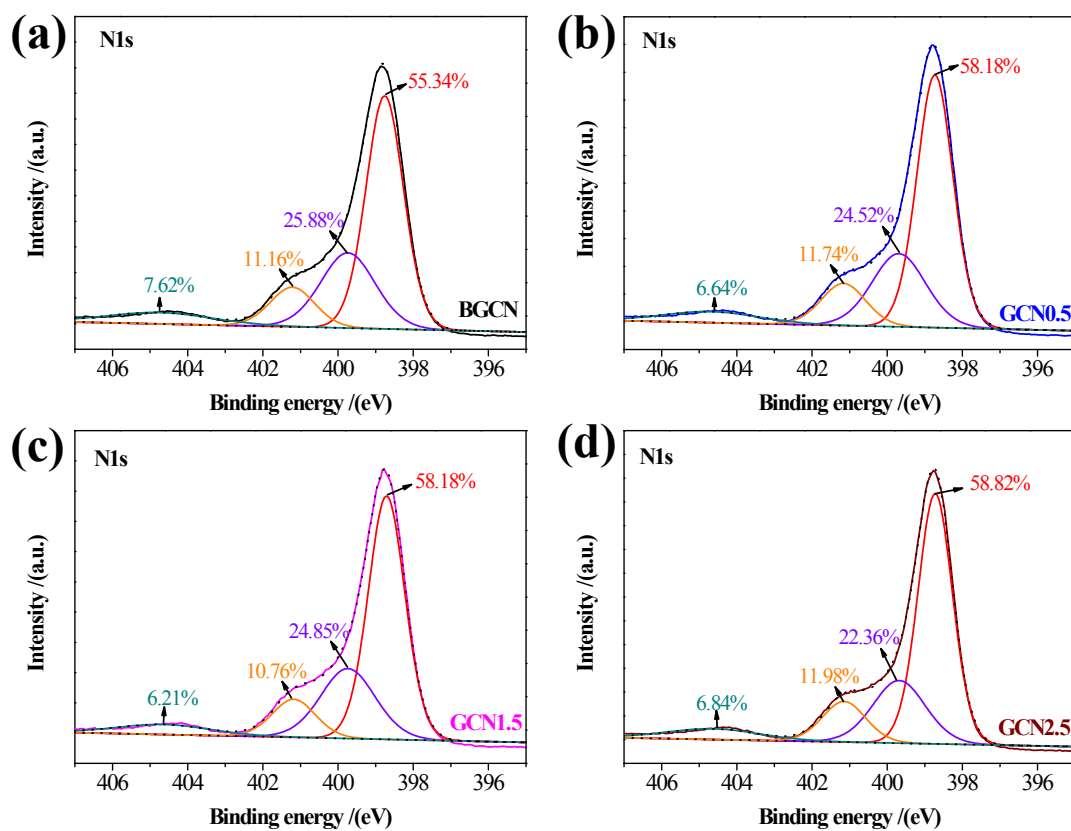 (a)
N1s
55.34%
25.88%
11.16%
7.62%
BGCN
Intensity /(a.u.)
406 404 402 400 398 396
Binding energy /(eV)
(b)
N1s
58.18%
24.52%
11.74%
6.64%
GCN0.5
Intensity /(a.u.)
406 404 402 400 398 396
Binding energy /(eV)
(c)
N1s
58.18%
24.85%
10.76%
6.21%
GCN1.5
Intensity /(a.u.)
406 404 402 400 398 396
Binding energy /(eV)
(d)
N1s
58.82%
22.36%
11.98%
6.84%
GCN2.5
Intensity /(a.u.)
406 404 402 400 398 396
Binding energy /(eV)